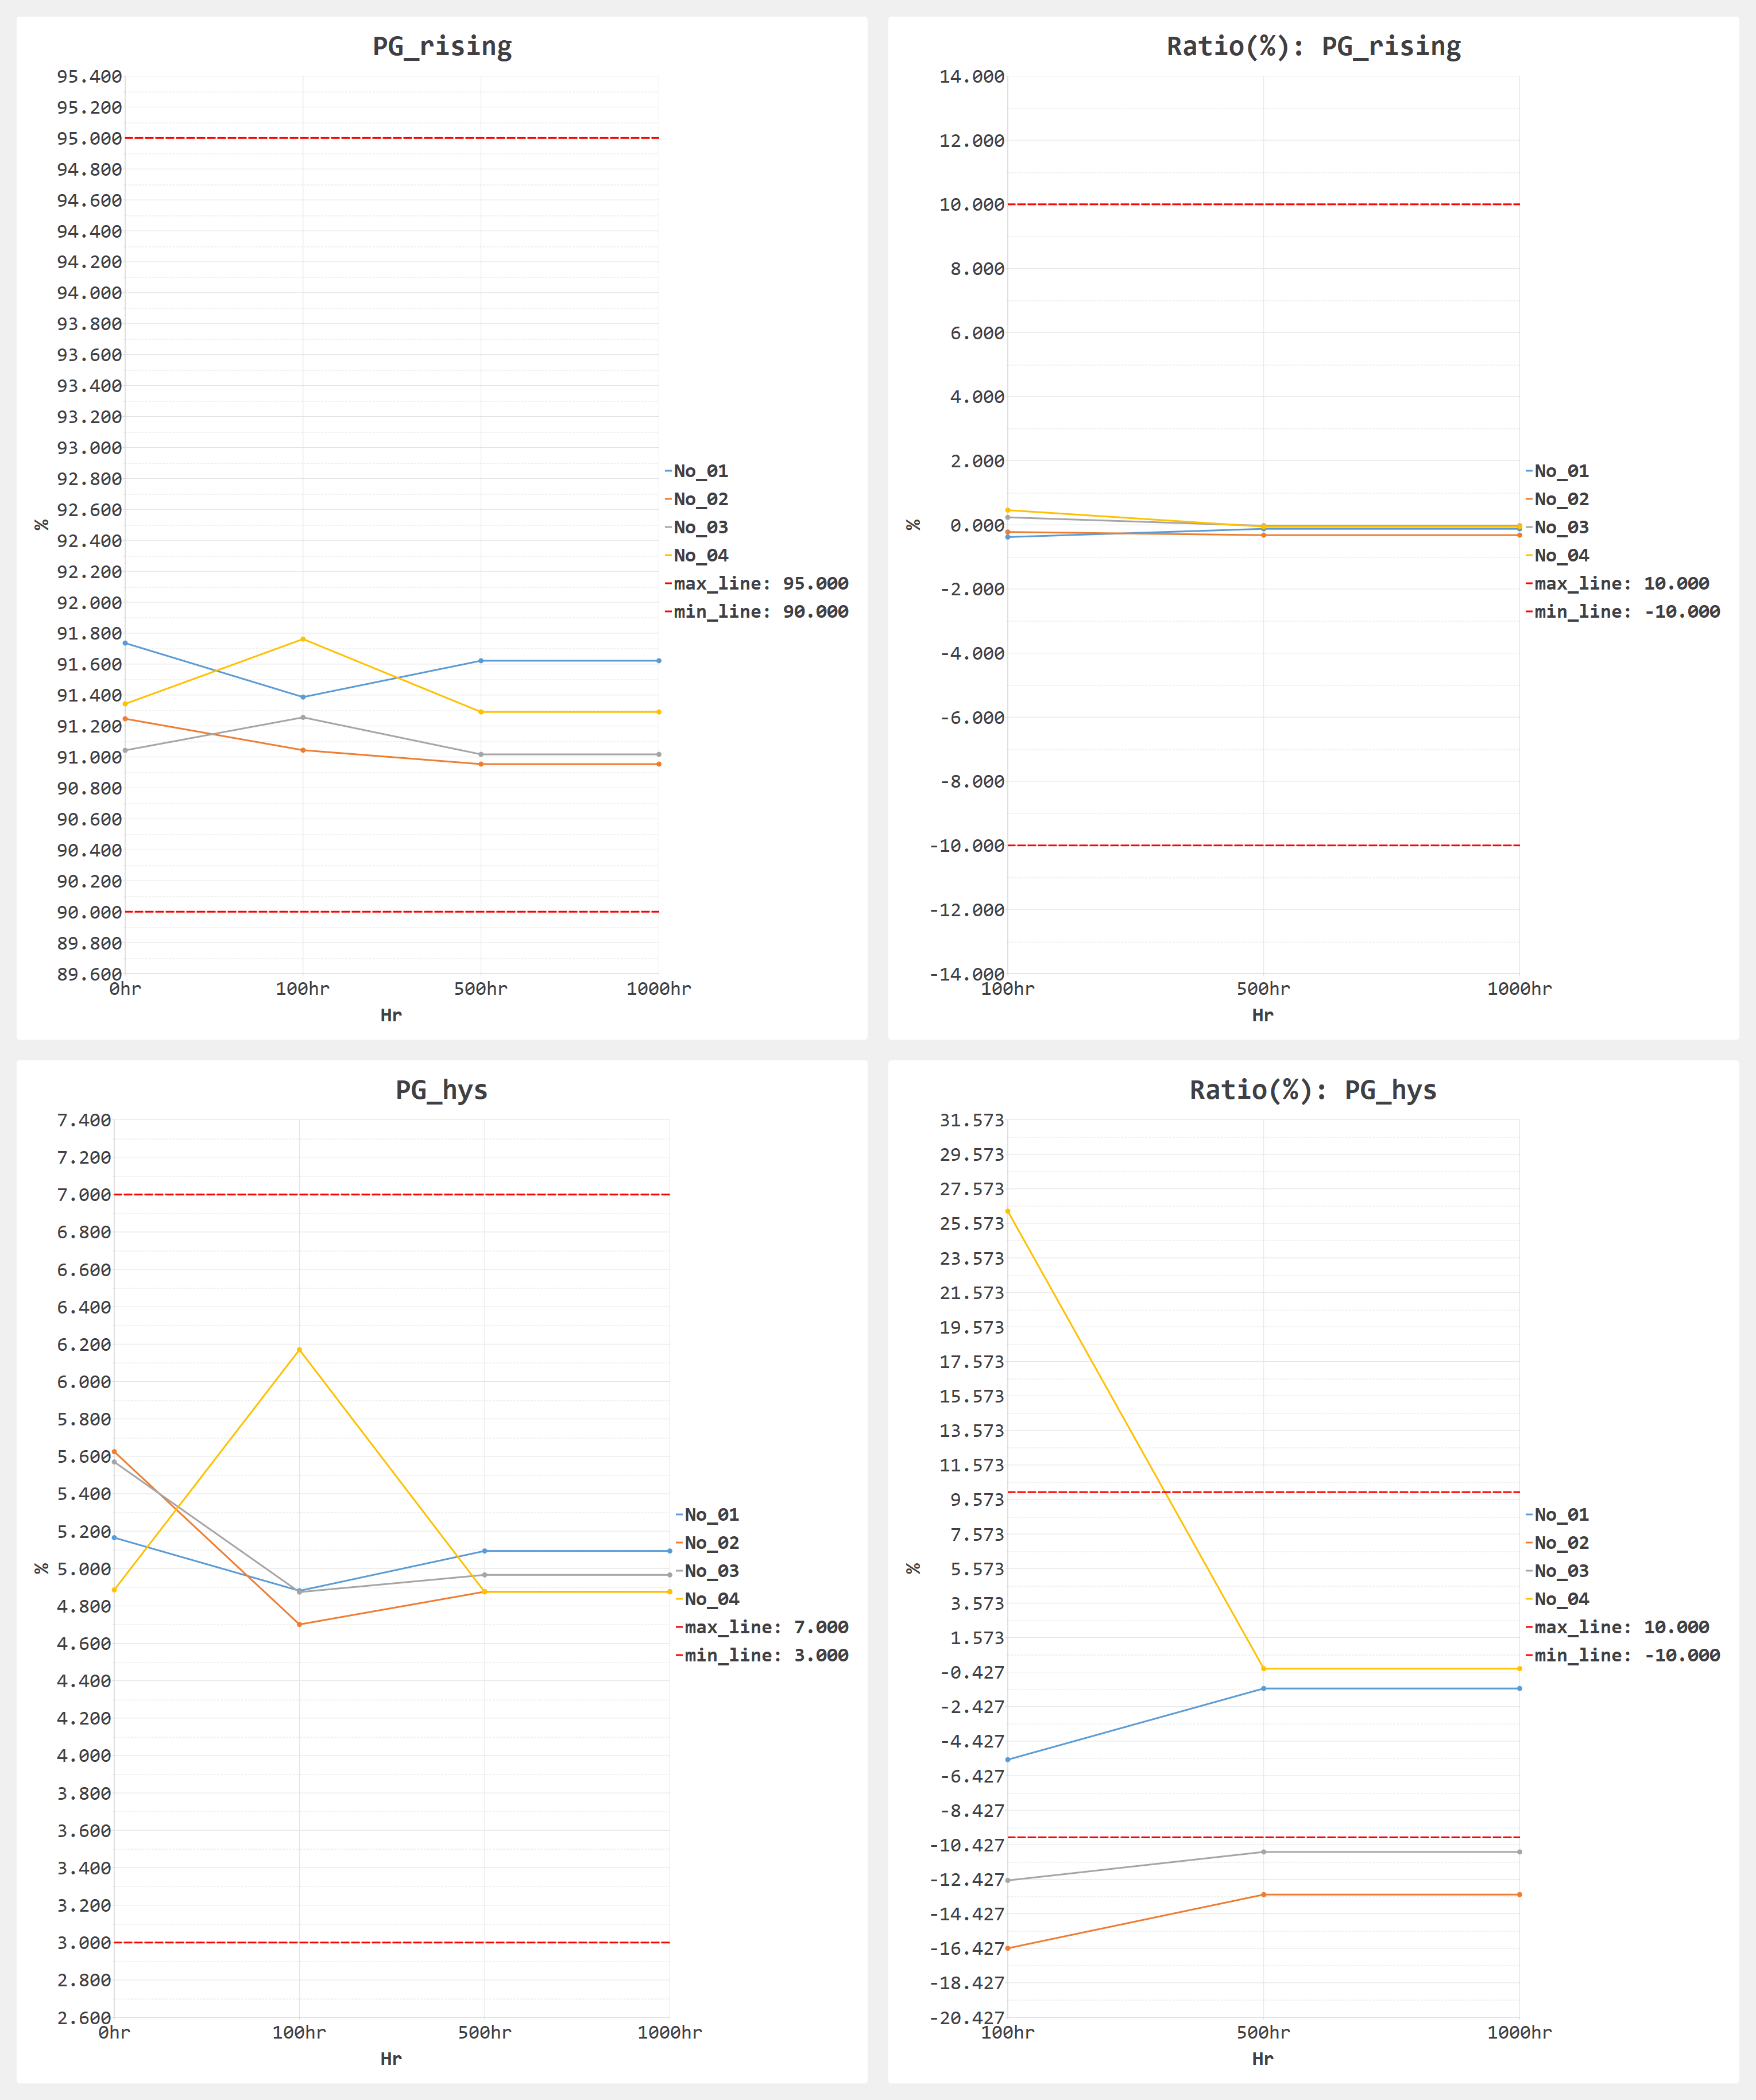 PG_rising
95.400
95.200
95.000
94.800
94.600
94.400
94.200
94.000
93.800
93.600
93.400
93.200
93.000
92.800
92.600
92.400
92.200
92.000
91.800
91.600
91.400
91.200
91.000
90.800
90.600
90.400
90.200
90.000
89.800
89.600
%
0hr 100hr 500hr 1000hr
Hr
No_01
No_02
No_03
No_04
max_line: 95.000
min_line: 90.000
Ratio(%): PG_rising
14.000
12.000
10.000
8.000
6.000
4.000
2.000
0.000
-2.000
-4.000
-6.000
-8.000
-10.000
-12.000
-14.000
%
100hr 500hr 1000hr
Hr
No_01
No_02
No_03
No_04
max_line: 10.000
min_line: -10.000
PG_hys
7.400
7.200
7.000
6.800
6.600
6.400
6.200
6.000
5.800
5.600
5.400
5.200
5.000
4.800
4.600
4.400
4.200
4.000
3.800
3.600
3.400
3.200
3.000
2.800
2.600
%
0hr 100hr 500hr 1000hr
Hr
No_01
No_02
No_03
No_04
max_line: 7.000
min_line: 3.000
Ratio(%): PG_hys
31.573
29.573
27.573
25.573
23.573
21.573
19.573
17.573
15.573
13.573
11.573
9.573
7.573
5.573
3.573
1.573
-0.427
-2.427
-4.427
-6.427
-8.427
-10.427
-12.427
-14.427
-16.427
-18.427
-20.427
%
100hr 500hr 1000hr
Hr
No_01
No_02
No_03
No_04
max_line: 10.000
min_line: -10.000